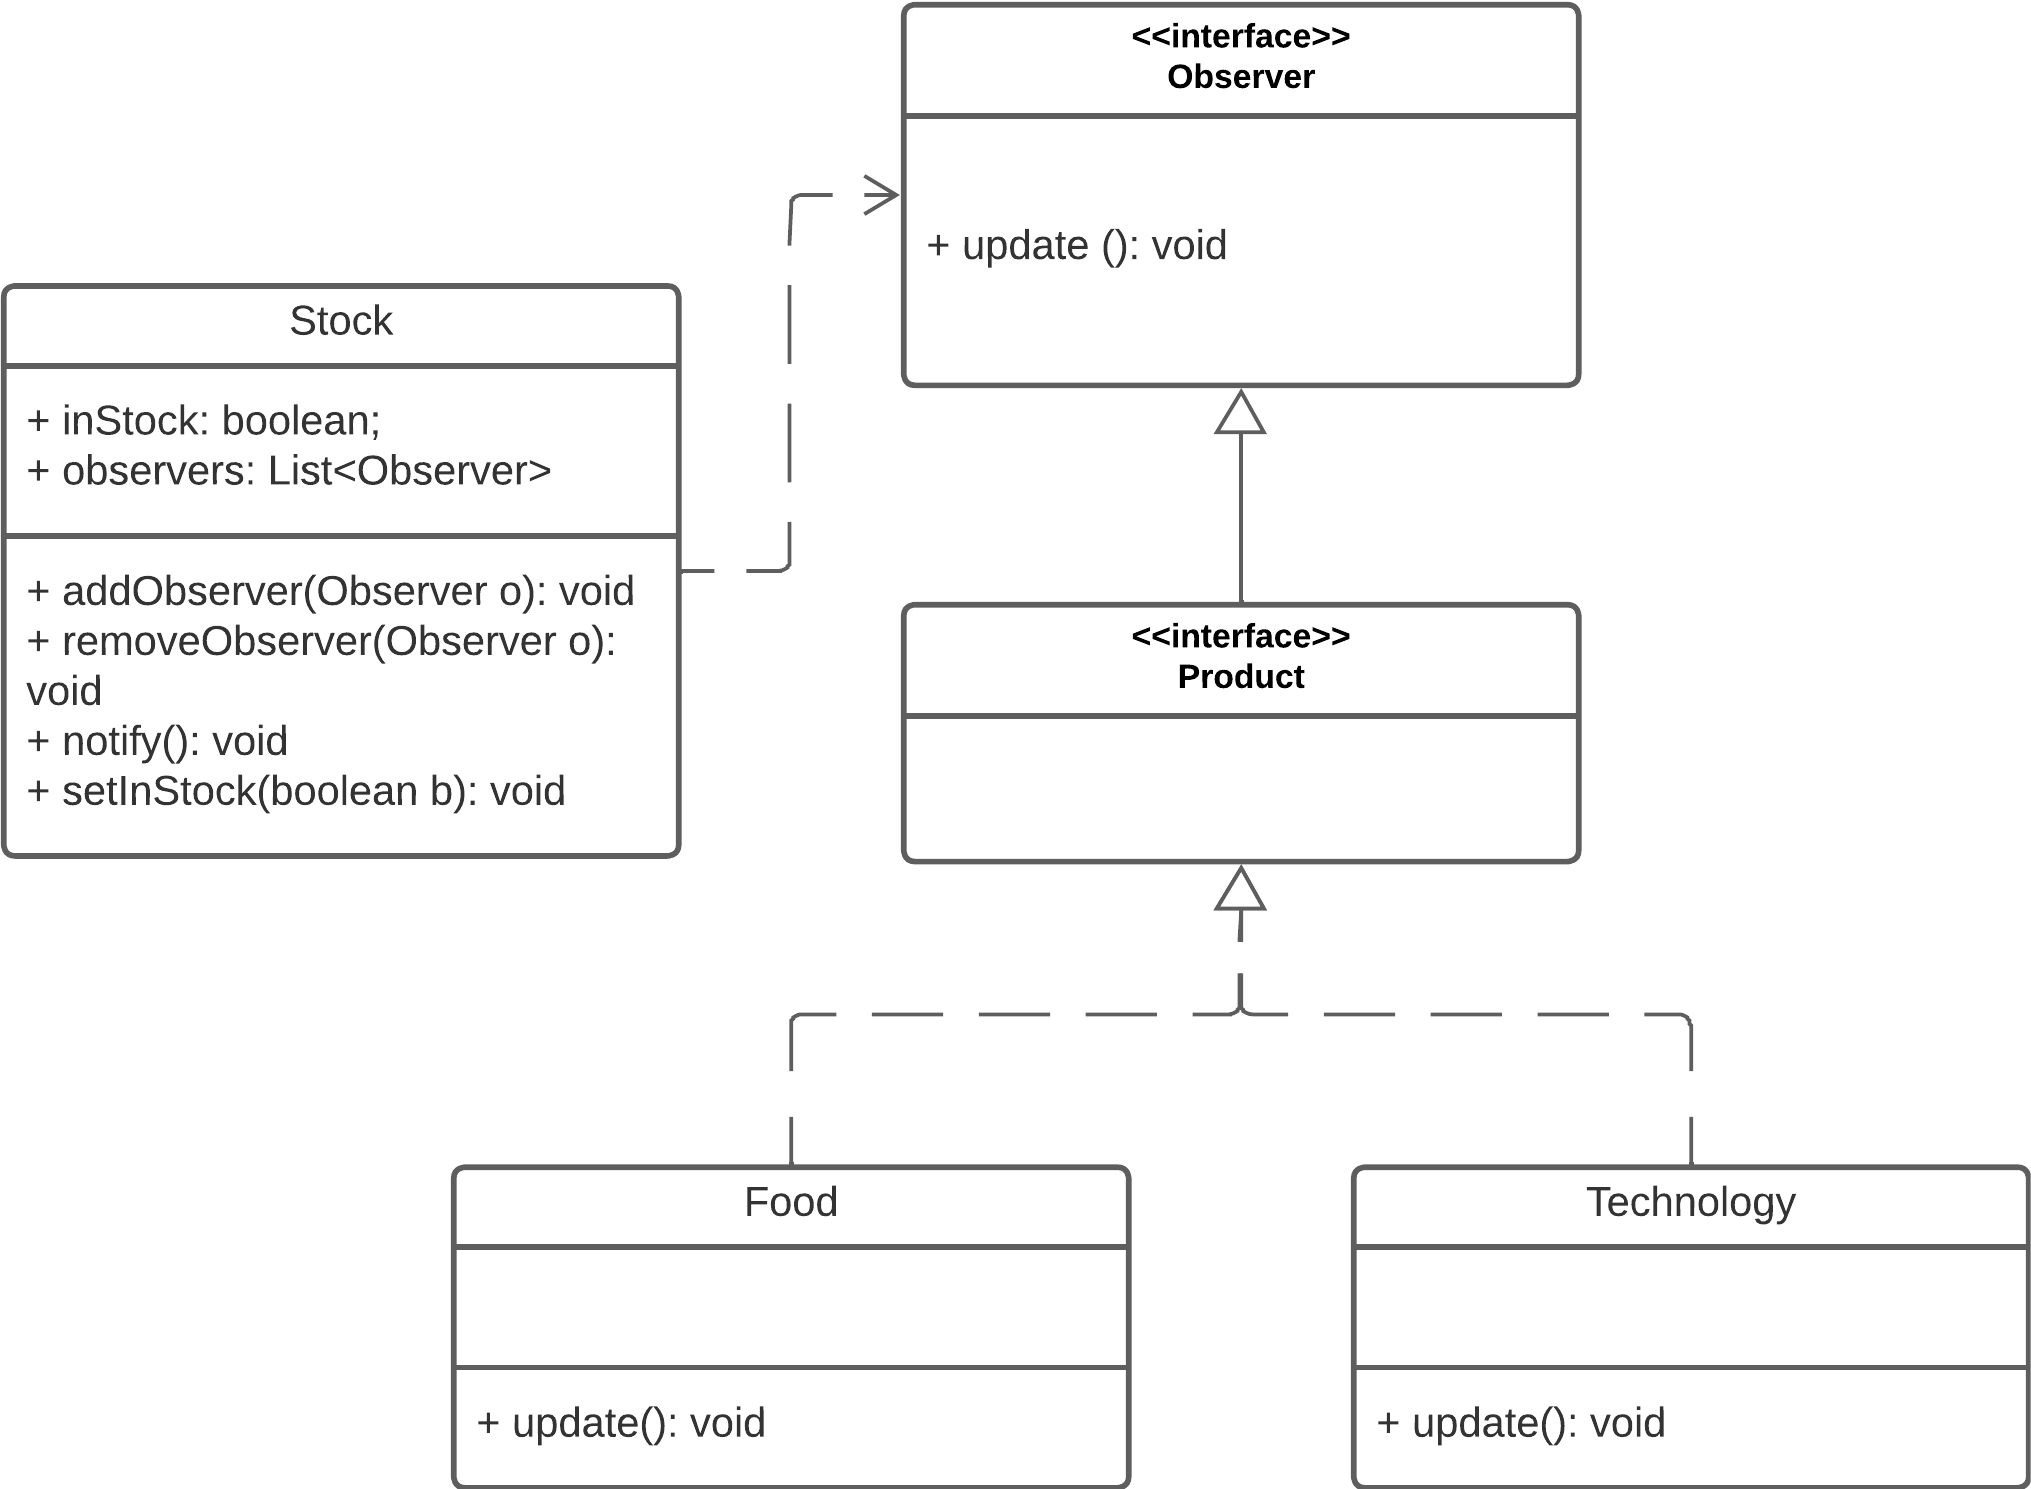 <<interface>>
Observer
+ update (): void
Stock
+ inStock: boolean;
+ observers: List<Observer>
+ addObserver(Observer o): void
+ removeObserver(Observer o):
void
+ notify(): void
+ setInStock(boolean b): void
<<interface>>
Product
Food
+ update(): void
Technology
+ update(): void